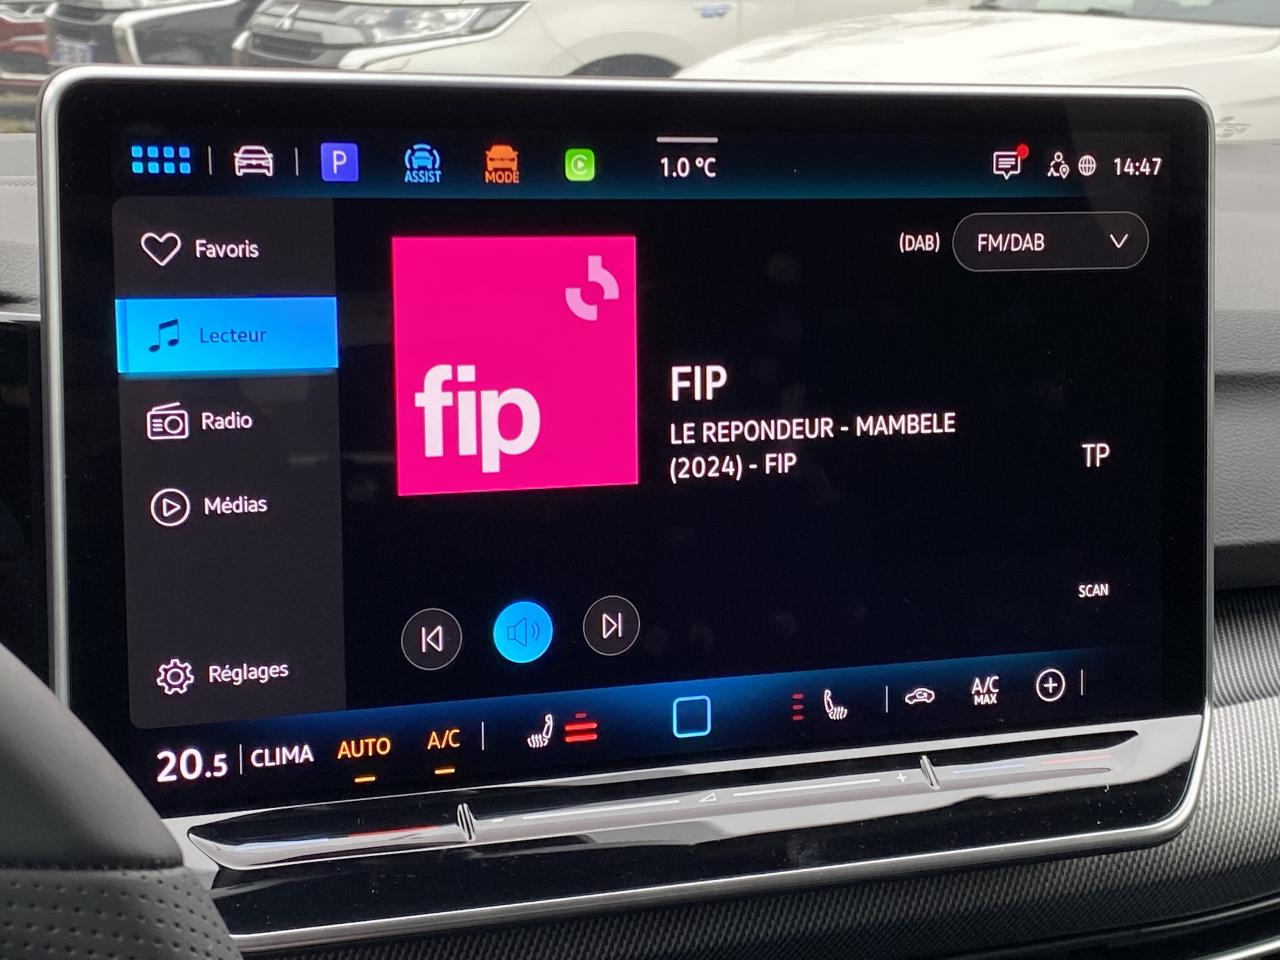 P
ASSIST
MODE
1.0 °C
14:47
Favoris
Lecteur
Radio
Médias
Réglages
fip
(DAB)
FM/DAB
FIP
LE REPONDEUR - MAMBELE
(2024) - FIP
TP
SCAN
20.5
CLIMA
AUTO
A/C
A/C
MAX